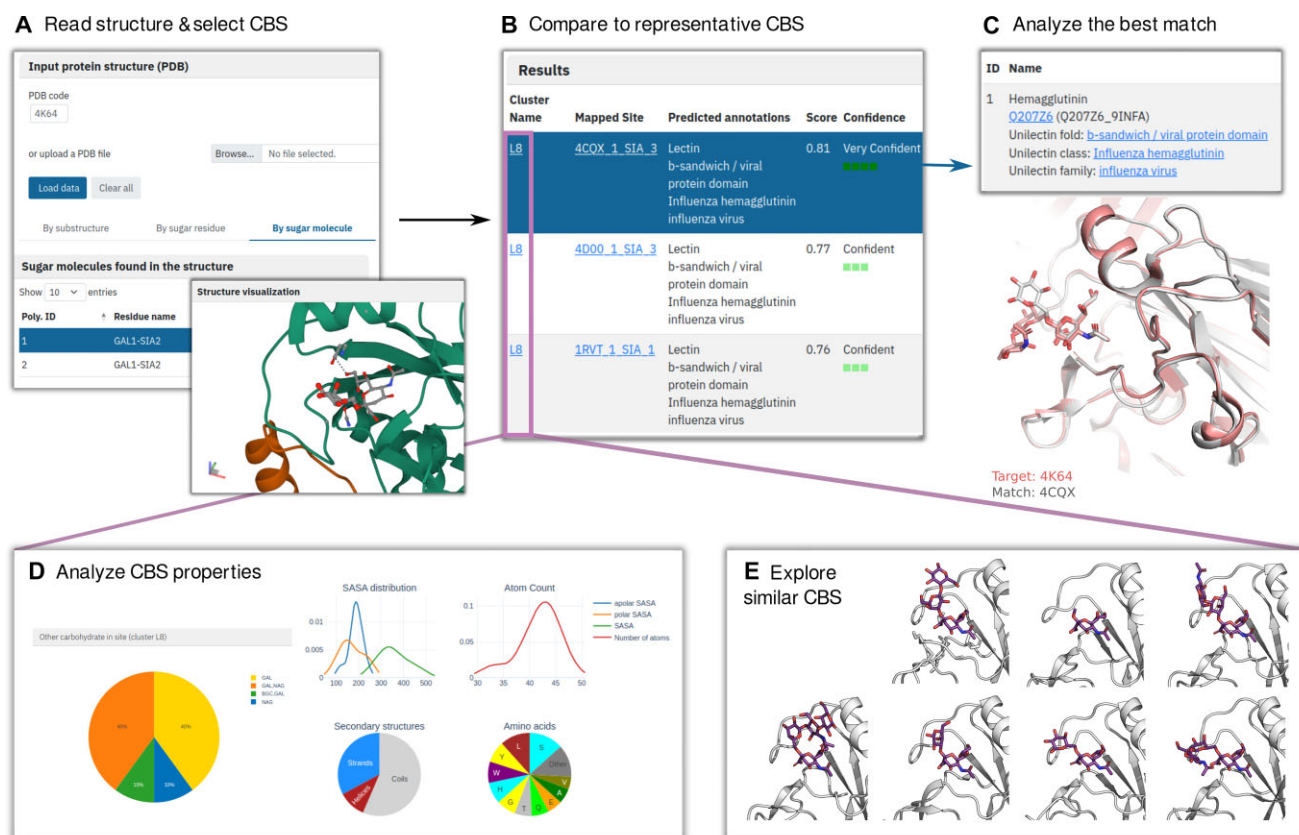 A Read structure & select CBS
Input protein structure (PDB)
PDB code
4K64
or upload a PDB file
Browse... No file selected.
Load data Clear all
By substructure By sugar residue By sugar molecule
Sugar molecules found in the structure
Show 10 entries
Poly. ID Residue name
1 GAL1-SIA2
2 GAL1-SIA2
Structure visualization
B Compare to representative CBS
Results
Cluster
Name Mapped Site Predicted annotations Score Confidence
L8 4CQX_1_SIA_3 Lectin 0.81 Very Confident
b-sandwich / viral
protein domain
Influenza hemagglutinin
influenza virus
L8 4D00_1_SIA_3 Lectin 0.77 Confident
b-sandwich / viral
protein domain
Influenza hemagglutinin
influenza virus
L8 1RVT_1_SIA_1 Lectin 0.76 Confident
b-sandwich / viral
protein domain
Influenza hemagglutinin
influenza virus
C Analyze the best match
ID Name
1 Hemagglutinin
Q207Z6 (Q207Z6_9INFA)
Unilectin fold: b-sandwich / viral protein domain
Unilectin class: Influenza hemagglutinin
Unilectin family: influenza virus
Target: 4K64
Match: 4CQX
D Analyze CBS properties
Other carbohydrate in site (cluster L8)
GAL
GAL,NAG
BGC,GAL
NAG
40%
40%
10%
10%
SASA distribution
0.01
0.005
0
100 200 300 400 500
apolar SASA
polar SASA
SASA
Number of atoms
Atom Count
0.1
0.05
0
30 35 40 45 50
Secondary structures
Strands
Coils
Helices
Amino acids
S
Other
V
A
E
Q
T
G
H
W
Y
L
E Explore
similar CBS